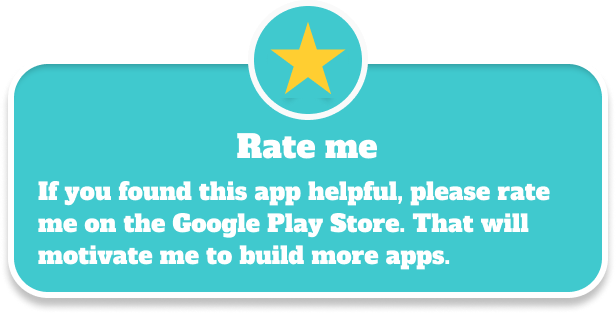 Rate me
If you found this app helpful, please rate
me on the Google Play Store. That will
motivate me to build more apps.